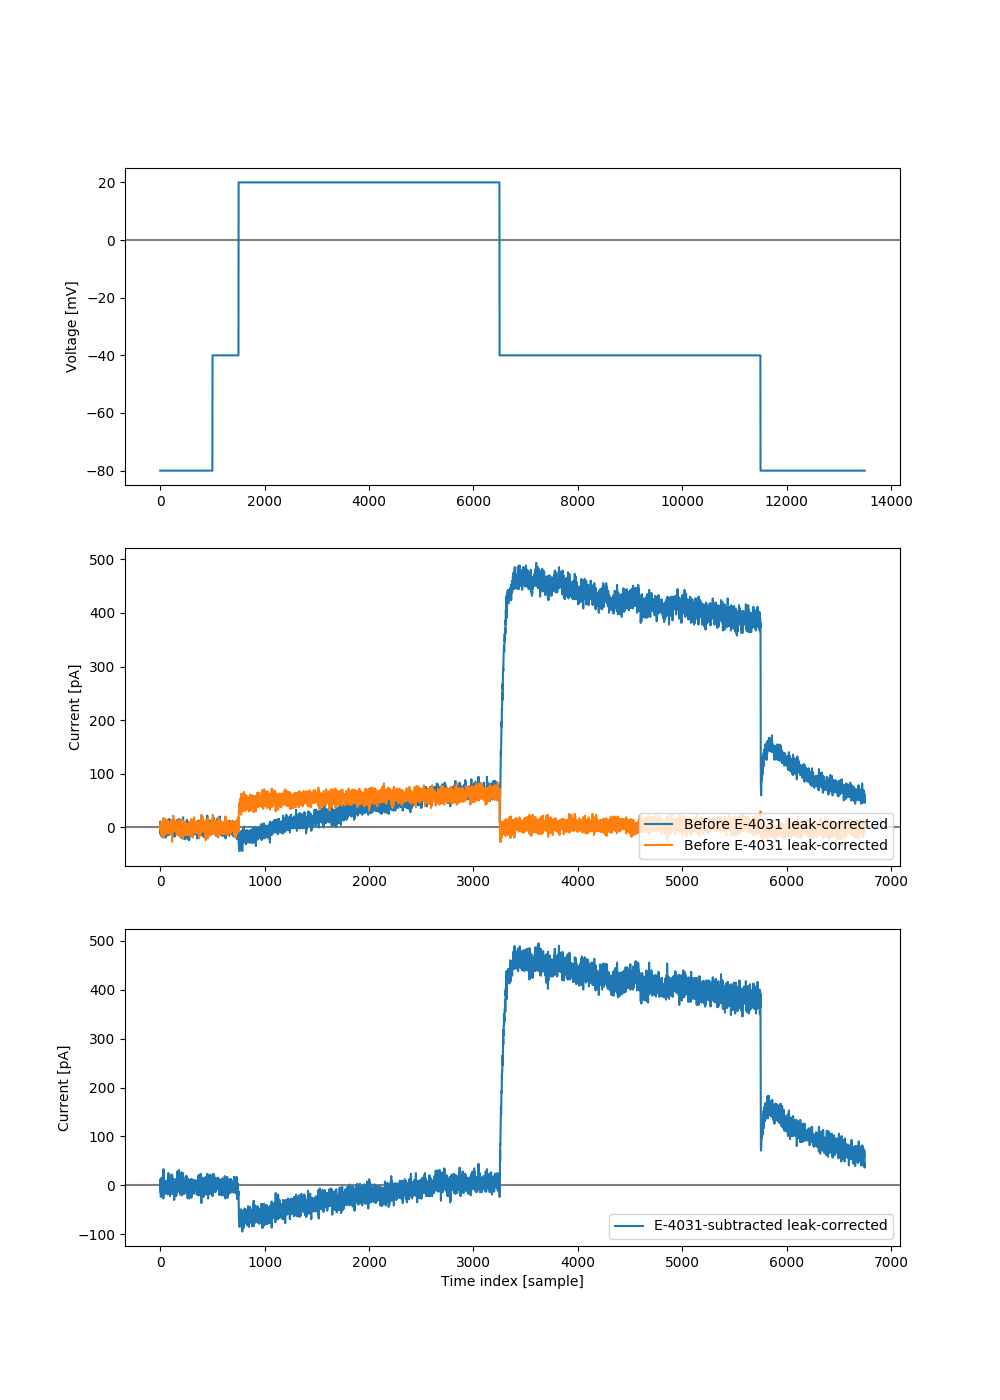 Voltage [mV]
20
0
−20
−40
−60
−80
0 2000 4000 6000 8000 10000 12000 14000
Current [pA]
500
400
300
200
100
0
Before E-4031 leak-corrected
Before E-4031 leak-corrected
0 1000 2000 3000 4000 5000 6000 7000
Current [pA]
500
400
300
200
100
0
−100
E-4031-subtracted leak-corrected
0 1000 2000 3000 4000 5000 6000 7000
Time index [sample]